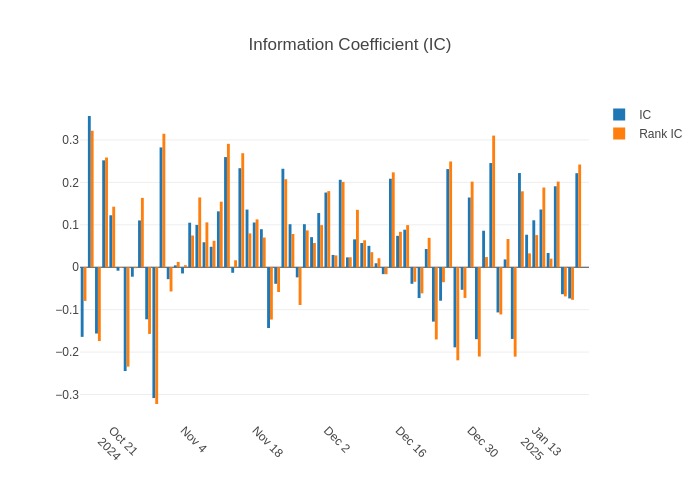 Information Coefficient (IC)
IC
Rank IC
0.3
0.2
0.1
0
−0.1
−0.2
−0.3
Oct 21
2024
Nov 4
Nov 18
Dec 2
Dec 16
Dec 30
Jan 13
2025